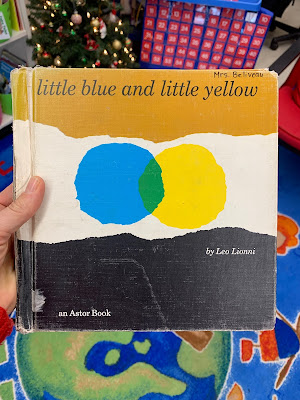 Mrs. Beliveau
little blue and little yellow
by Leo Lionni
an Astor Book